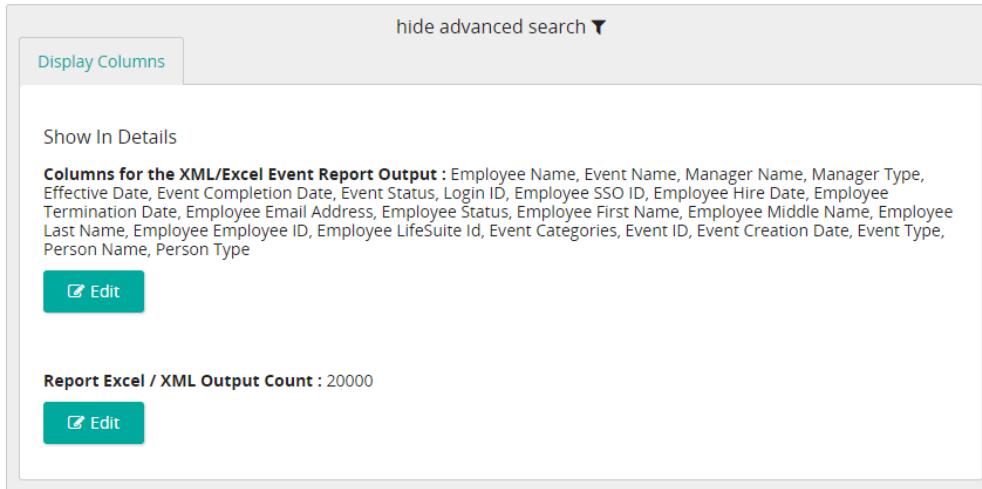 hide advanced search
Display Columns
Show In Details
Columns for the XML/Excel Event Report Output : Employee Name, Event Name, Manager Name, Manager Type,
Effective Date, Event Completion Date, Event Status, Login ID, Employee SSO ID, Employee Hire Date, Employee
Termination Date, Employee Email Address, Employee Status, Employee First Name, Employee Middle Name, Employee
Last Name, Employee Employee ID, Employee LifeSuite Id, Event Categories, Event ID, Event Creation Date, Event Type,
Person Name, Person Type
Edit
Report Excel / XML Output Count : 20000
Edit